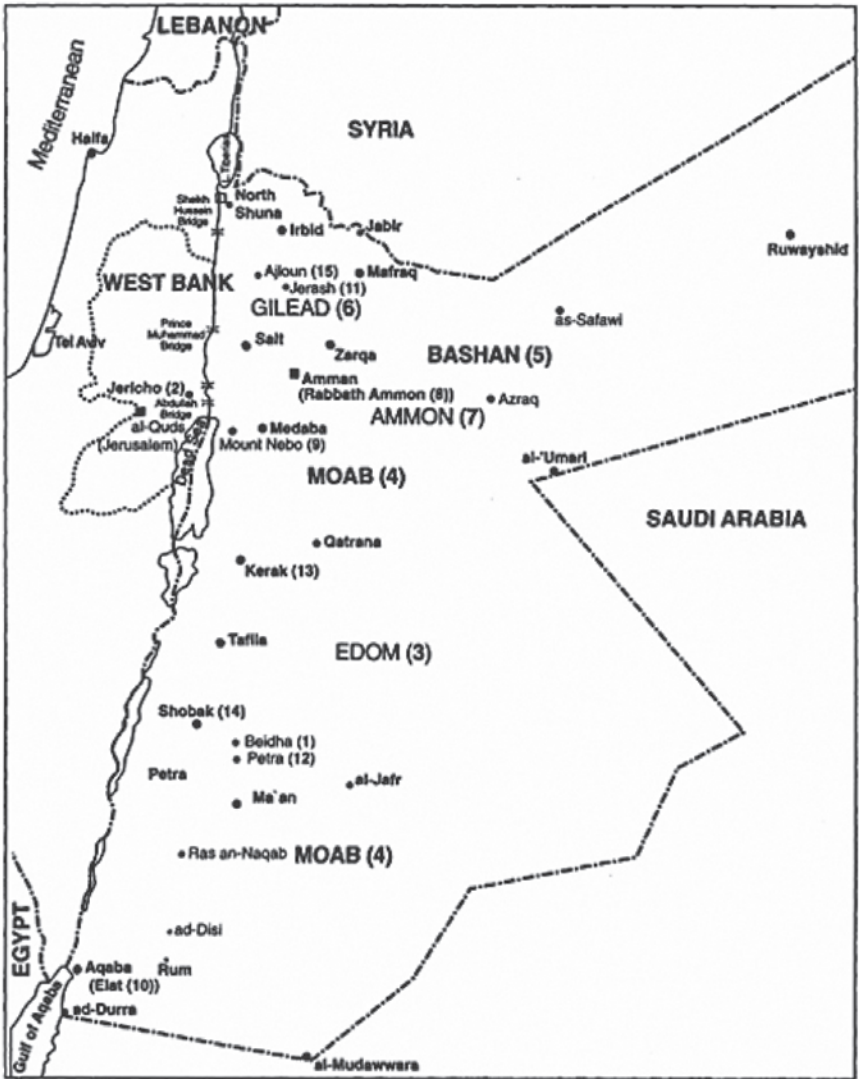 LEBANON
Mediterranean
SYRIA
Haifa
L. Tiberias
North
Shuna
Sheikh
Hussein
Bridge
Irbid
Jabir
Ruwayshid
WEST BANK
Ajloun (15)
Mafraq
Jerash (11)
GILEAD (6)
as-Safawi
Prince
Muhammad
Bridge
Tel Aviv
Salt
Zarqa
BASHAN (5)
Amman
(Rabbath Ammon (8))
Jericho (2)
Abdullah
Bridge
Azraq
AMMON (7)
al-Quds
(Jerusalem)
Dead Sea
Medaba
Mount Nebo (9)
al-'Umari
MOAB (4)
SAUDI ARABIA
Qatrana
Kerak (13)
Tafila
EDOM (3)
Shobak (14)
Beidha (1)
Petra (12)
Petra
al-Jafr
Ma`an
Ras an-Naqab
MOAB (4)
EGYPT
ad-Disi
Rum
Aqaba
(Elat (10))
Gulf of Aqaba
ad-Durra
al-Mudawwara